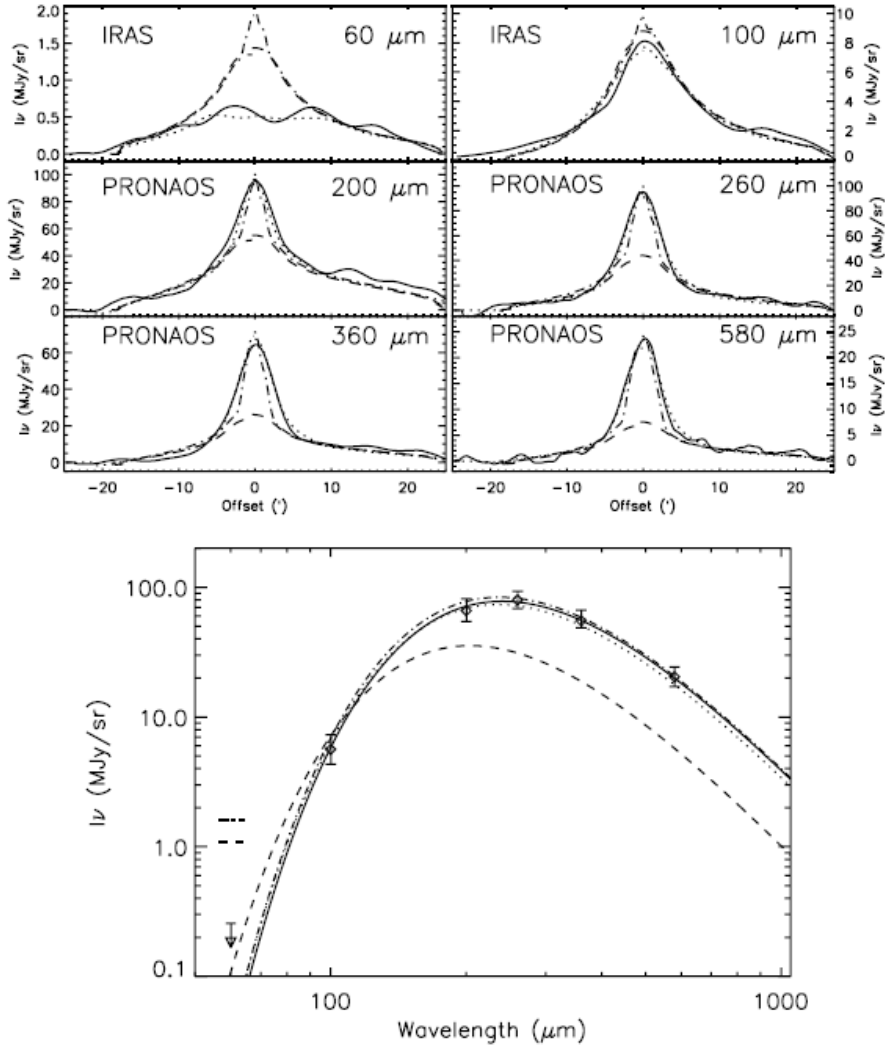 IRAS 60 μm
IRAS 100 μm
Iν (MJy/sr)
2.0
1.5
1.0
0.5
0.0
10
8
6
4
2
0
Iν (MJy/sr)
PRONAOS 200 μm
PRONAOS 260 μm
Iν (MJy/sr)
100
80
60
40
20
0
100
80
60
40
20
0
Iν (MJy/sr)
PRONAOS 360 μm
PRONAOS 580 μm
Iν (MJy/sr)
60
40
20
0
25
20
15
10
5
0
Iν (MJy/sr)
-20 -10 0 10 20
-20 -10 0 10 20
Offset (')
Offset (')
Iν (MJy/sr)
100.0
10.0
1.0
0.1
100 1000
Wavelength (μm)